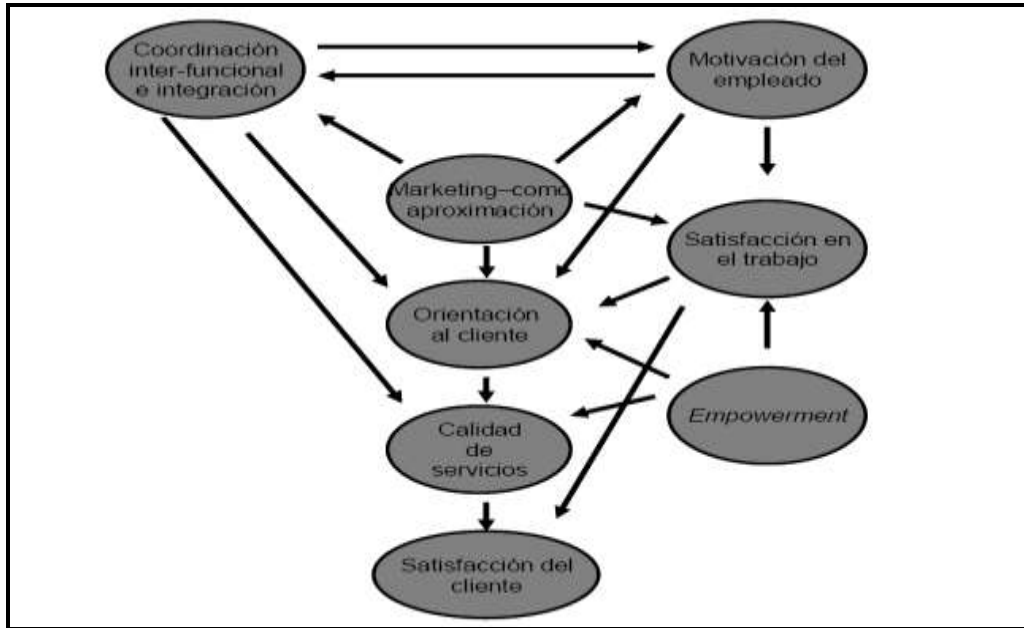 Coordinación
inter-funcional
e integración
Motivación del
empleado
Marketing–como
aproximación
Satisfacción en
el trabajo
Orientación
al cliente
Empowerment
Calidad
de
servicios
Satisfacción del
cliente